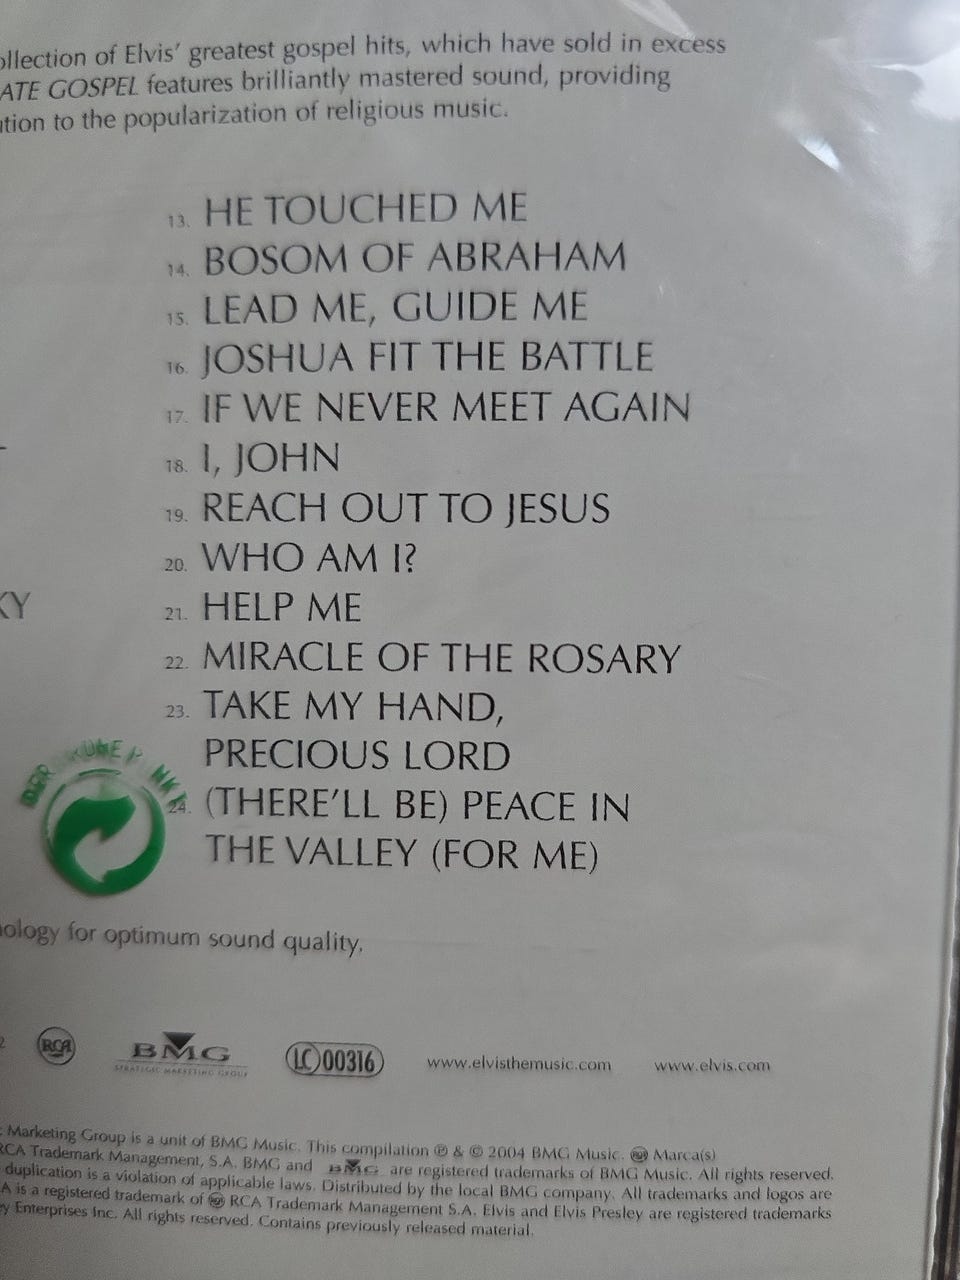 ollection of Elvis' greatest gospel hits, which have sold in excess
ATE GOSPEL features brilliantly mastered sound, providing
ution to the popularization of religious music.
13. HE TOUCHED ME
14. BOSOM OF ABRAHAM
15. LEAD ME, GUIDE ME
16. JOSHUA FIT THE BATTLE
17. IF WE NEVER MEET AGAIN
18. I, JOHN
19. REACH OUT TO JESUS
20. WHO AM I?
KY
21. HELP ME
22. MIRACLE OF THE ROSARY
23. TAKE MY HAND,
PRECIOUS LORD
DER
24. (THERE'LL BE) PEACE IN
THE VALLEY (FOR ME)
nology for optimum sound quality.
2 RCA BMG LC 00316 www.elvisthemusic.com www.elvis.com
STRATEGIC MARKETING GROUP
Marketing Group is a unit of BMG Music. This compilation ℗ & © 2004 BMG Music. Marca(s)
RCA Trademark Management, S.A. BMG and BMG are registered trademarks of BMG Music. All rights reserved.
duplication is a violation of applicable laws. Distributed by the local BMG company. All trademarks and logos are
A is a registered trademark of RCA Trademark Management S.A. Elvis and Elvis Presley are registered trademarks
y Enterprises Inc. All rights reserved. Contains previously released material.